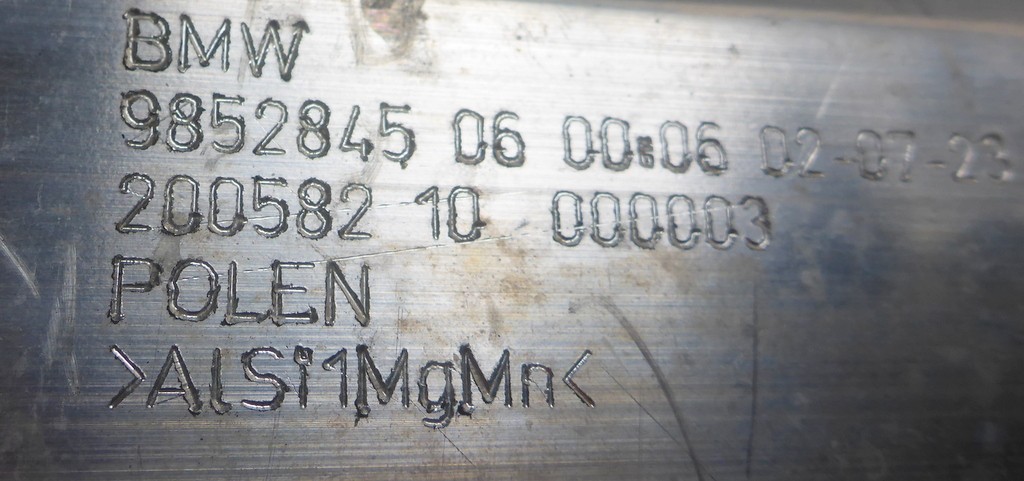 BMW
9852845 06 00:06 02-07-23
200582 10 000003
POLEN
>AlSi1MgMn<